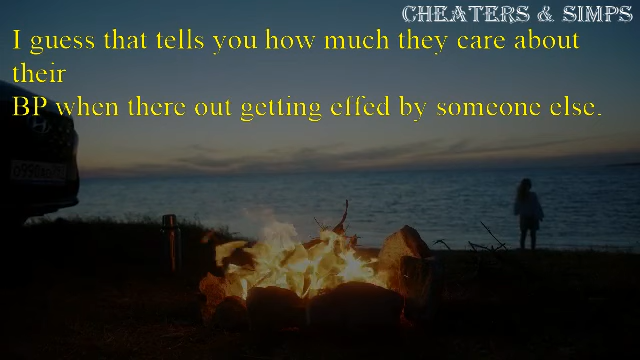 CHEATERS & SIMPS
I guess that tells you how much they care about
their
BP when there out getting effed by someone else.